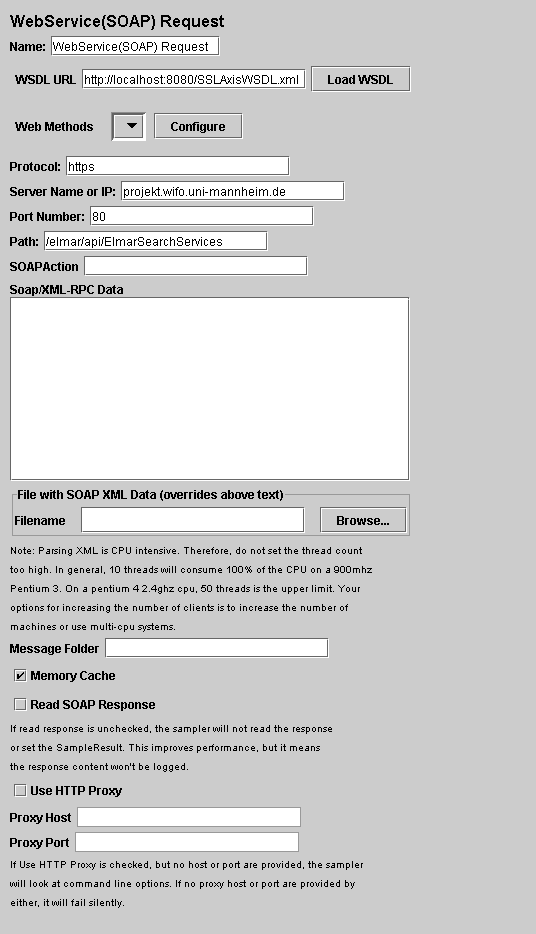 WebService(SOAP) Request
Name: WebService(SOAP) Request
WSDL URL http://localhost:8080/SSLAxisWSDL.xml Load WSDL
Web Methods Configure
Protocol: https
Server Name or IP: projekt.wifo.uni-mannheim.de
Port Number: 80
Path: /elmar/api/ElmarSearchServices
SOAPAction
Soap/XML-RPC Data
File with SOAP XML Data (overrides above text)
Filename Browse...
Note: Parsing XML is CPU intensive. Therefore, do not set the thread count
too high. In general, 10 threads will consume 100% of the CPU on a 900mhz
Pentium 3. On a pentium 4 2.4ghz cpu, 50 threads is the upper limit. Your
options for increasing the number of clients is to increase the number of
machines or use multi-cpu systems.
Message Folder
Memory Cache
Read SOAP Response
If read response is unchecked, the sampler will not read the response
or set the SampleResult. This improves performance, but it means
the response content won't be logged.
Use HTTP Proxy
Proxy Host
Proxy Port
If Use HTTP Proxy is checked, but no host or port are provided, the sampler
will look at command line options. If no proxy host or port are provided by
either, it will fail silently.